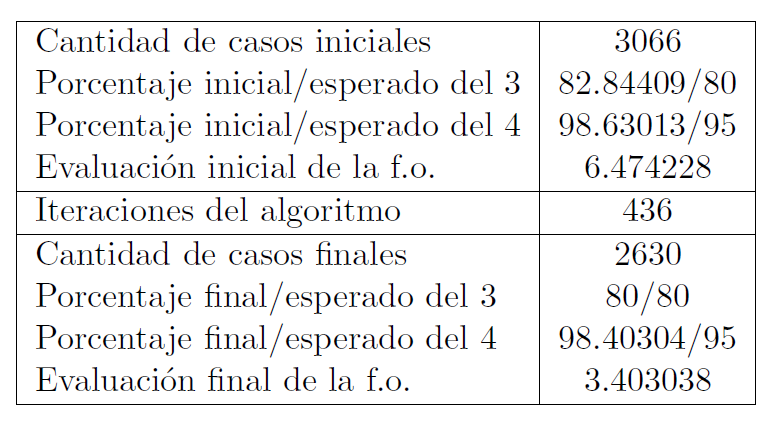 Cantidad de casos iniciales 3066
Porcentaje inicial/esperado del 3 82.84409/80
Porcentaje inicial/esperado del 4 98.63013/95
Evaluación inicial de la f.o. 6.474228
Iteraciones del algoritmo 436
Cantidad de casos finales 2630
Porcentaje final/esperado del 3 80/80
Porcentaje final/esperado del 4 98.40304/95
Evaluación final de la f.o. 3.403038